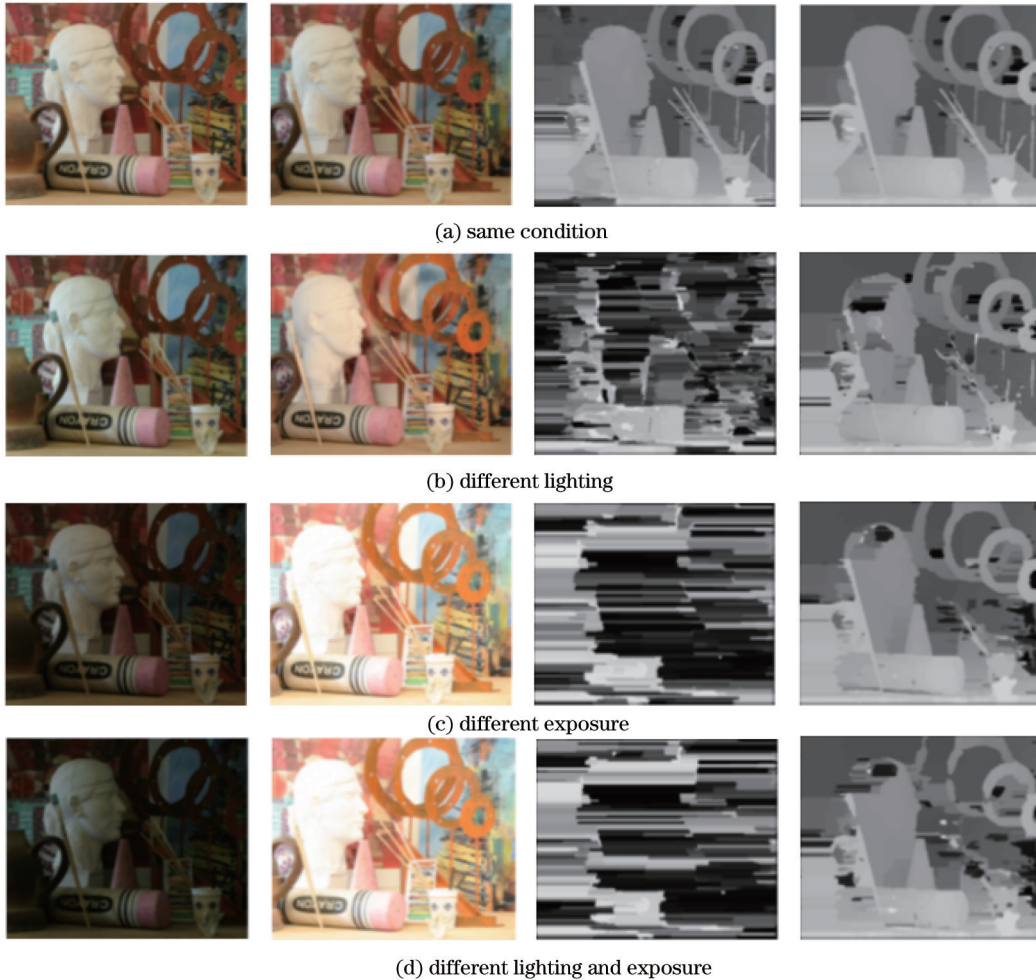 CRAYON
CRAYON
(a) same condition
CRAYON
CRAYON
(b) different lighting
CRAYON
CRAYON
(c) different exposure
CRAYON
CRAYON
(d) different lighting and exposure